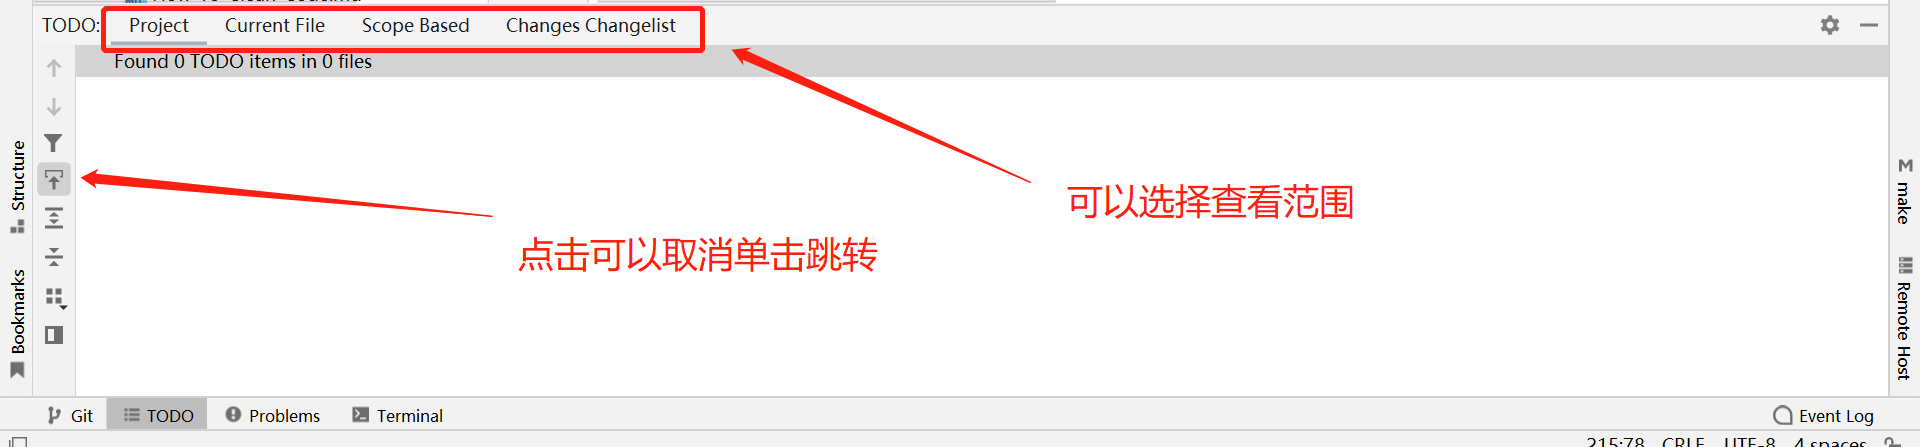 TODO: Project Current File Scope Based Changes Changelist
Found 0 TODO items in 0 files
Structure
Bookmarks
点击可以取消单击跳转
可以选择查看范围
make
Remote Host
Git TODO Problems Terminal Event Log
215:78 CRLF UTF-8 4 spaces